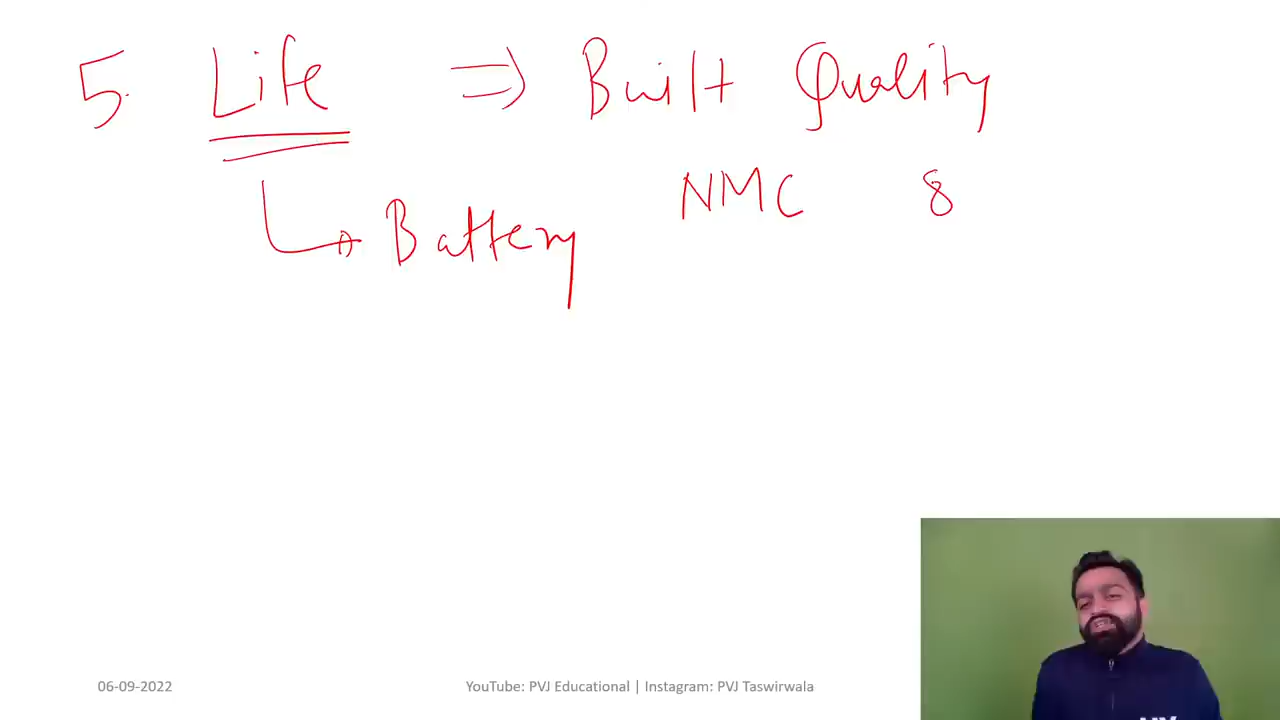 5. Life ⇒ Built Quality
NMC 8
↳ Battery
06-09-2022
YouTube: PVJ Educational | Instagram: PVJ Taswirwala